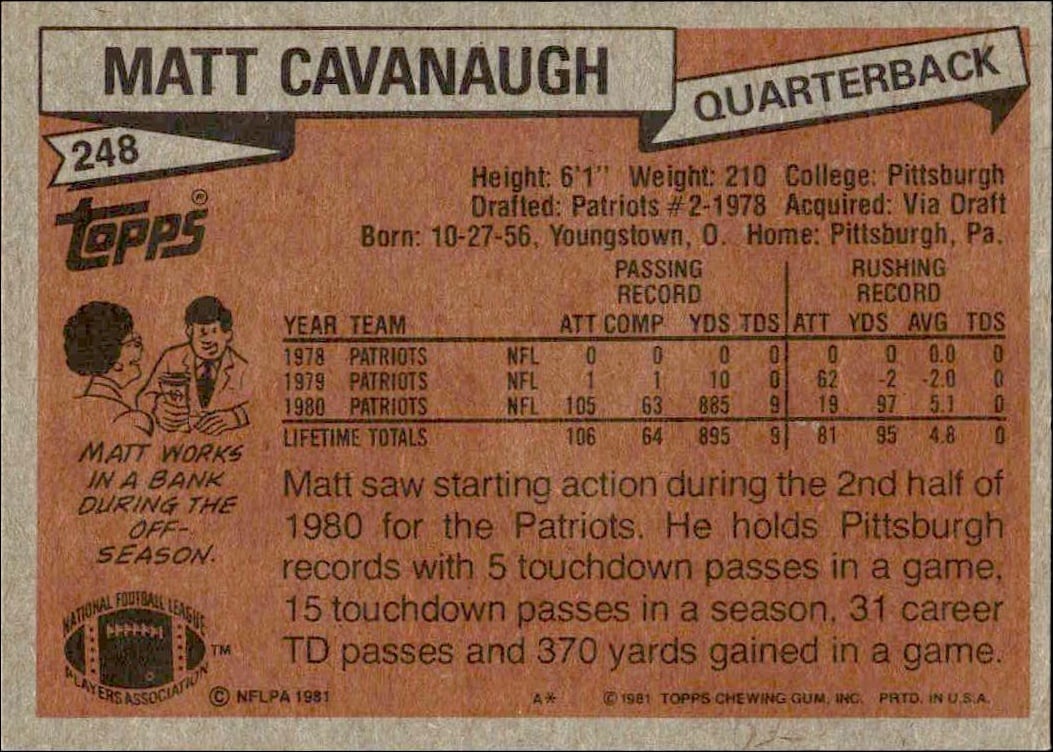 MATT CAVANAUGH
QUARTERBACK
248
TOPPS®
Height: 6'1" Weight: 210 College: Pittsburgh
Drafted: Patriots #2-1978 Acquired: Via Draft
Born: 10-27-56, Youngstown, O. Home: Pittsburgh, Pa.
PASSING RUSHING
RECORD RECORD
YEAR TEAM ATT COMP YDS TDS ATT YDS AVG TDS
1978 PATRIOTS NFL 0 0 0 0 0 0 0.0 0
1979 PATRIOTS NFL 1 1 10 0 62 -2 -2.0 0
1980 PATRIOTS NFL 105 63 885 9 19 97 5.1 0
LIFETIME TOTALS 106 64 895 9 81 95 4.8 0
MATT WORKS
IN A BANK
DURING THE
OFF-
SEASON.
Matt saw starting action during the 2nd half of
1980 for the Patriots. He holds Pittsburgh
records with 5 touchdown passes in a game,
15 touchdown passes in a season, 31 career
TD passes and 370 yards gained in a game.
NATIONAL FOOTBALL LEAGUE
PLAYERS ASSOCIATION
TM
© NFLPA 1981 A* © 1981 TOPPS CHEWING GUM, INC. PRTD. IN U.S.A.